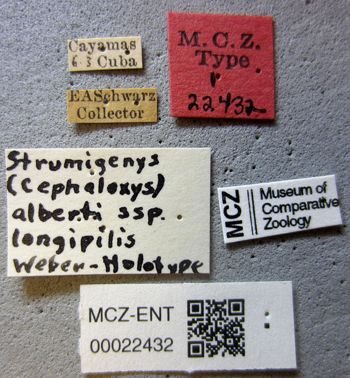 Cayamas
6.3 Cuba
EASchwarz
Collector
M.C.Z.
Type
1
22432
Strumigenys
(Cephaloxys)
alberti ssp.
longipilis
Weber-Holotype
MCZ
Museum of
Comparative
Zoology
MCZ-ENT
00022432